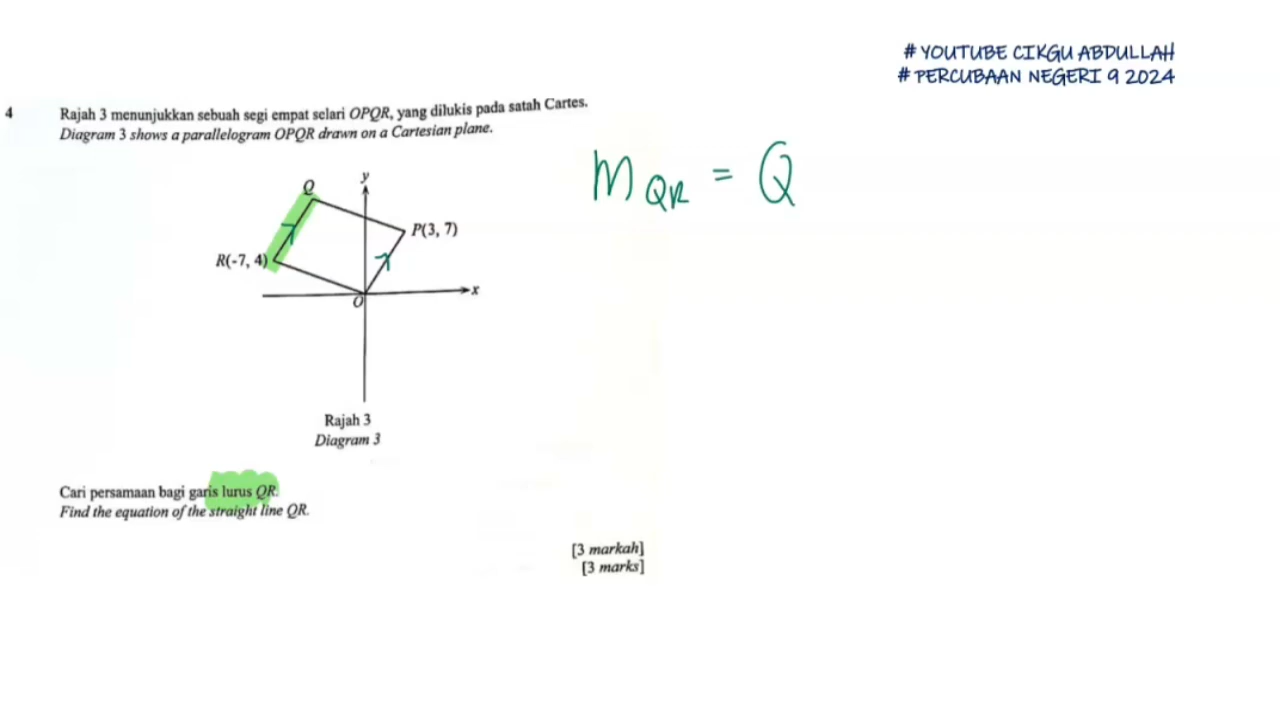 # YOUTUBE CIKGU ABDULLAH
# PERCUBAAN NEGERI 9 2024
4 Rajah 3 menunjukkan sebuah segi empat selari OPQR, yang dilukis pada satah Cartes.
Diagram 3 shows a parallelogram OPQR drawn on a Cartesian plane.
M QR = Q
y
Q
P(3, 7)
R(-7, 4)
x
O
Rajah 3
Diagram 3
Cari persamaan bagi garis lurus QR.
Find the equation of the straight line QR.
[3 markah]
[3 marks]